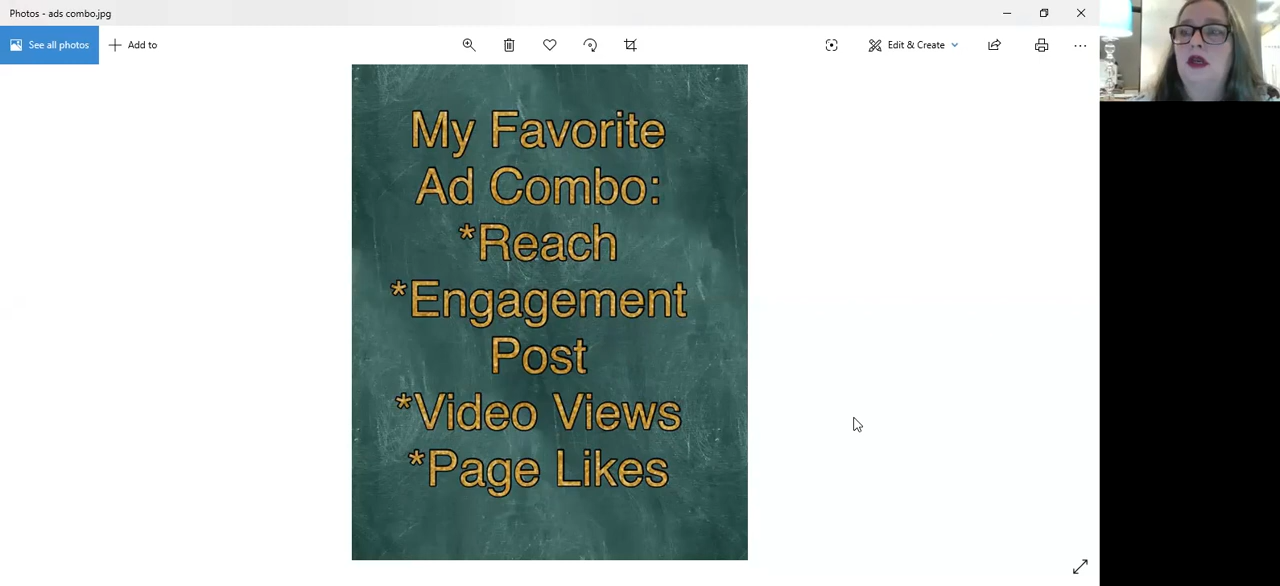 Photos - ads combo.jpg
See all photos
Add to
Edit & Create
My Favorite
Ad Combo:
*Reach
*Engagement
Post
*Video Views
*Page Likes